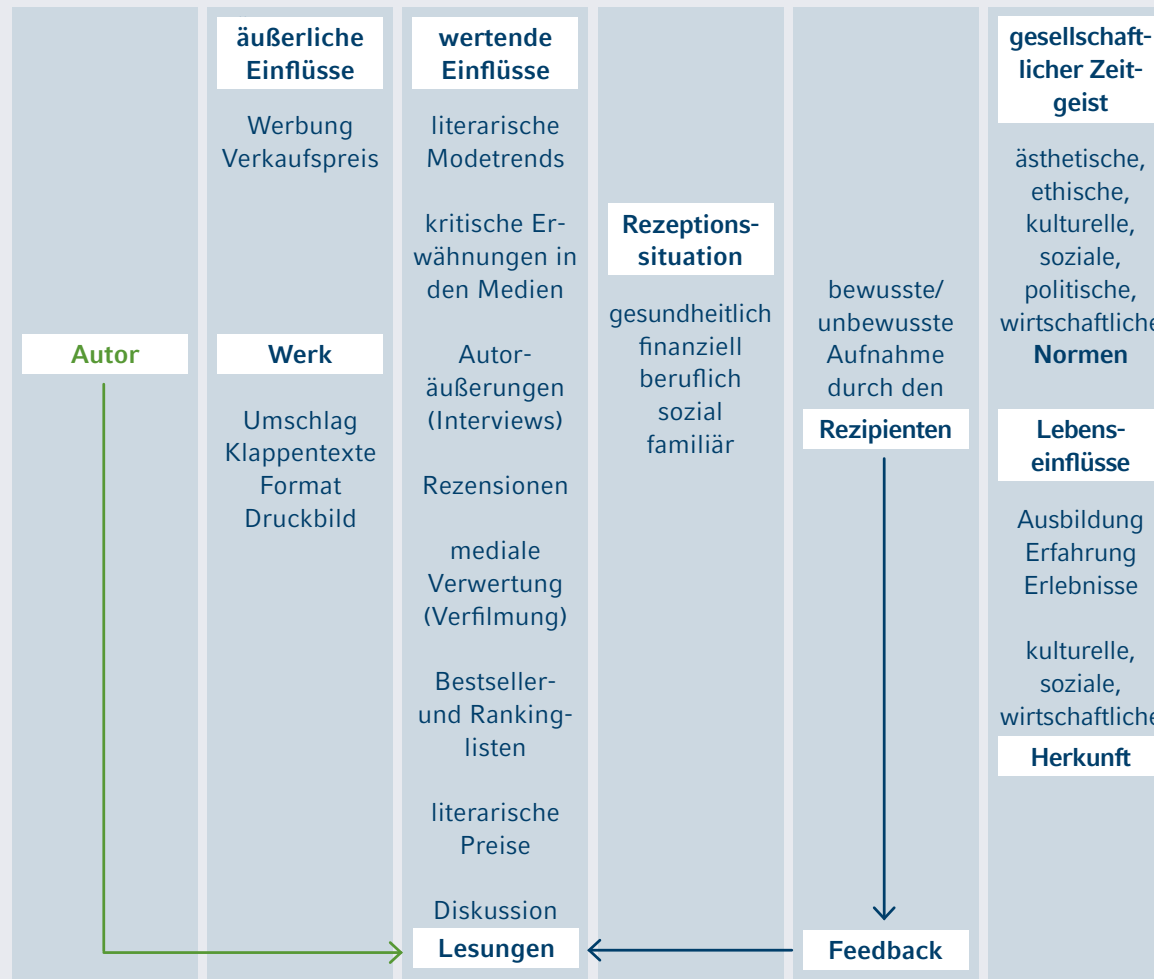 äußerliche
Einflüsse
Werbung
Verkaufspreis
Autor
Werk
Umschlag
Klappentexte
Format
Druckbild
wertende
Einflüsse
literarische
Modetrends
kritische Er-
wähnungen in
den Medien
Autor-
äußerungen
(Interviews)
Rezensionen
mediale
Verwertung
(Verfilmung)
Bestseller-
und Ranking-
listen
literarische
Preise
Diskussion
Lesungen
Rezeptions-
situation
gesundheitlich
finanziell
beruflich
sozial
familiär
bewusste/
unbewusste
Aufnahme
durch den
Rezipienten
Feedback
gesellschaft-
licher Zeit-
geist
ästhetische,
ethische,
kulturelle,
soziale,
politische,
wirtschaftliche
Normen
Lebens-
einflüsse
Ausbildung
Erfahrung
Erlebnisse
kulturelle,
soziale,
wirtschaftliche
Herkunft